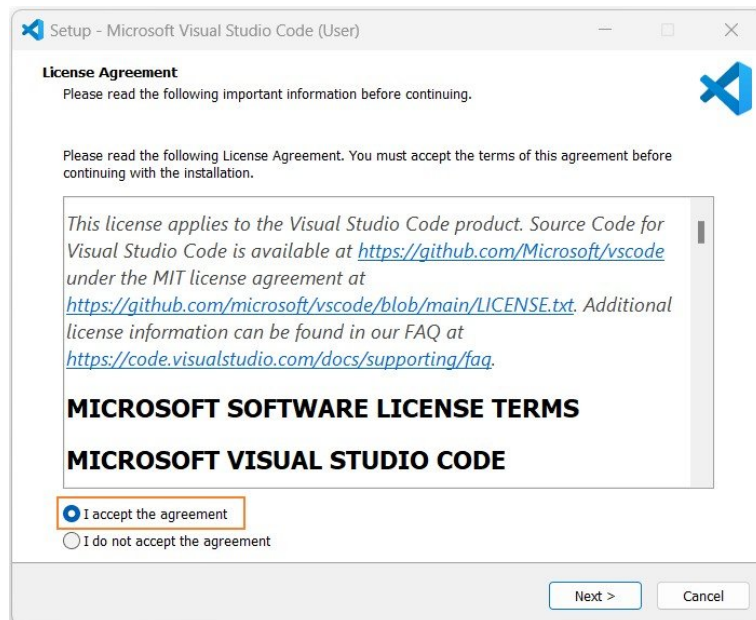 Setup - Microsoft Visual Studio Code (User)
License Agreement
Please read the following important information before continuing.
Please read the following License Agreement. You must accept the terms of this agreement before
continuing with the installation.
This license applies to the Visual Studio Code product. Source Code for
Visual Studio Code is available at https://github.com/Microsoft/vscode
under the MIT license agreement at
https://github.com/microsoft/vscode/blob/main/LICENSE.txt. Additional
license information can be found in our FAQ at
https://code.visualstudio.com/docs/supporting/faq.
MICROSOFT SOFTWARE LICENSE TERMS
MICROSOFT VISUAL STUDIO CODE
I accept the agreement
I do not accept the agreement
Next > Cancel